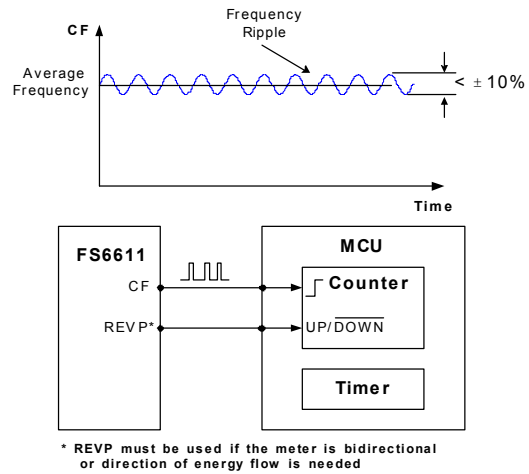 Frequency
Ripple
CF
Average
Frequency
< ±10%
Time
FS6611
MCU
CF
Counter
REVP*
UP/DOWN
Timer
* REVP must be used if the meter is bidirectional
or direction of energy flow is needed